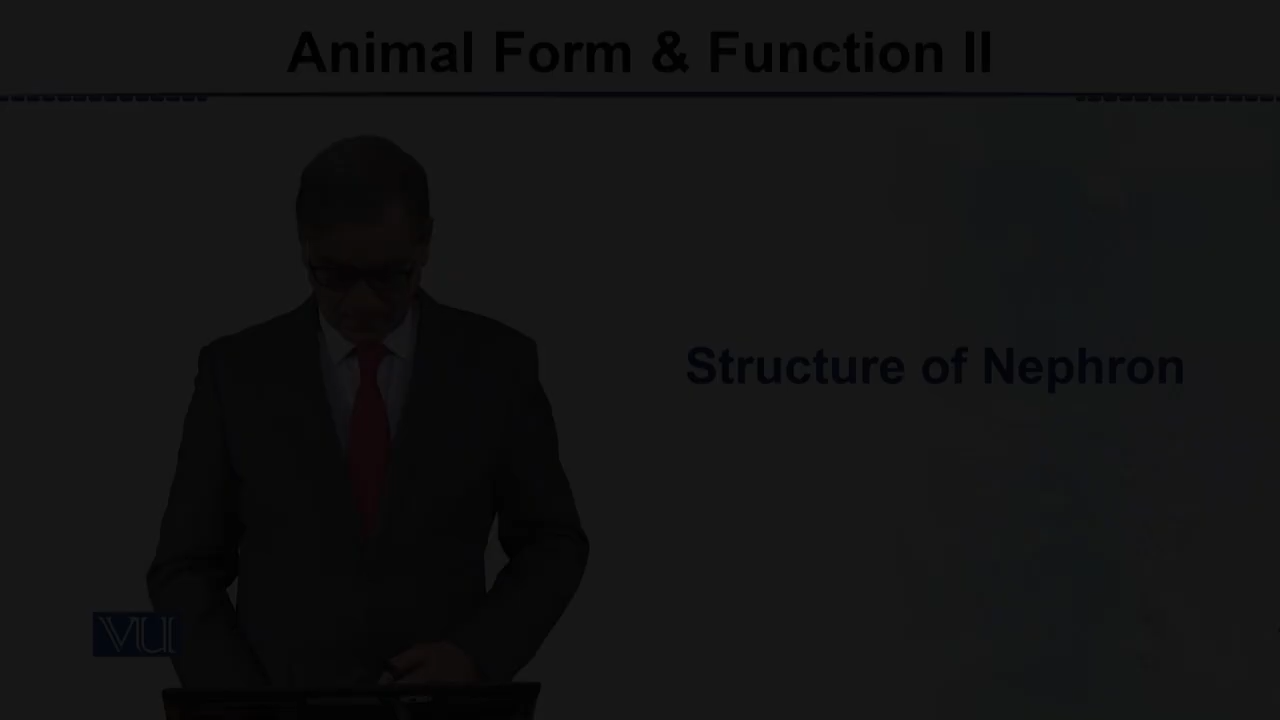 Animal Form & Function II
Structure of Nephron
VU